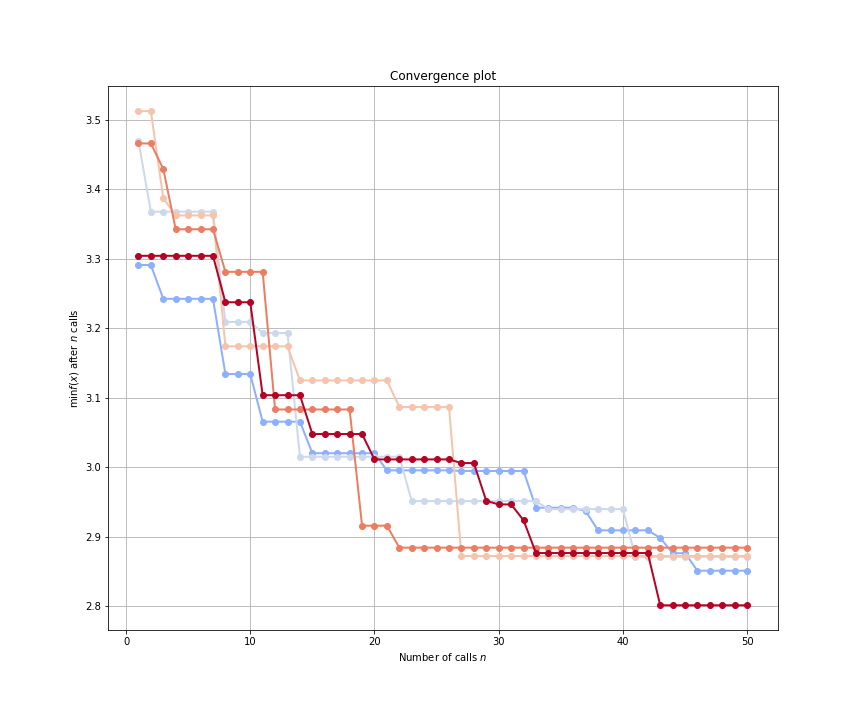 Convergence plot
3.5
3.4
3.3
3.2
3.1
3.0
2.9
2.8
min f(x) after n calls
0 10 20 30 40 50
Number of calls n